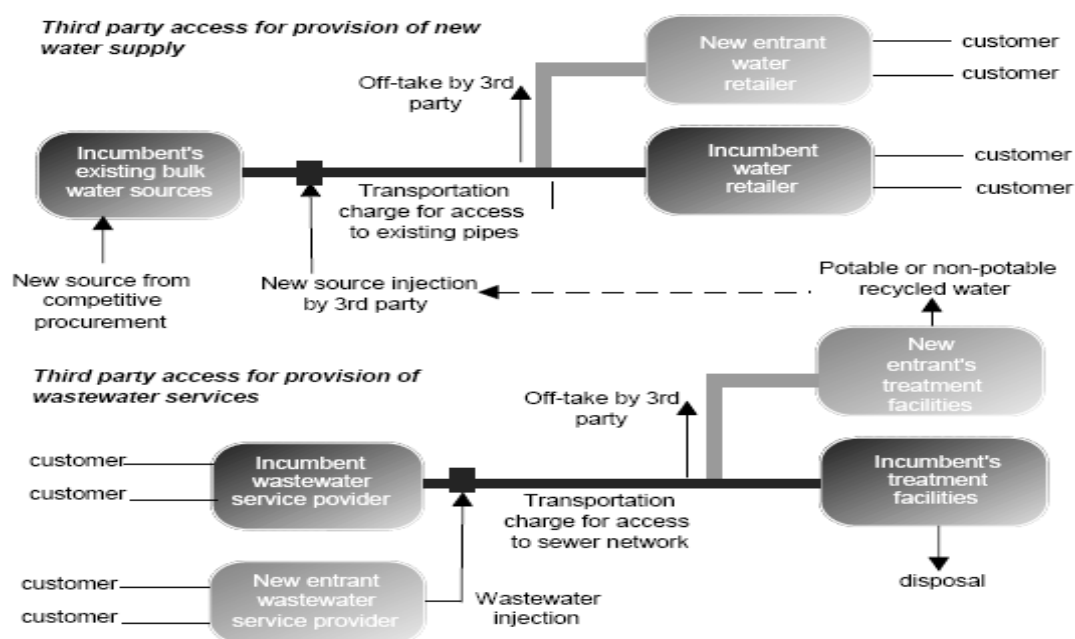 Third party access for provision of new
water supply
New entrant
water
retailer
customer
customer
Off-take by 3rd
party
Incumbent's
existing bulk
water sources
Incumbent
water
retailer
customer
customer
Transportation
charge for access
to existing pipes
New source from
competitive
procurement
New source injection
by 3rd party
Potable or non-potable
recycled water
New
entrant's
treatment
facilities
Third party access for provision of
wastewater services
Off-take by 3rd
party
customer
customer
Incumbent
wastewater
service povider
Transportation
charge for access
to sewer network
Incumbent's
treatment
facilities
customer
customer
New entrant
wastewater
service provider
Wastewater
injection
disposal